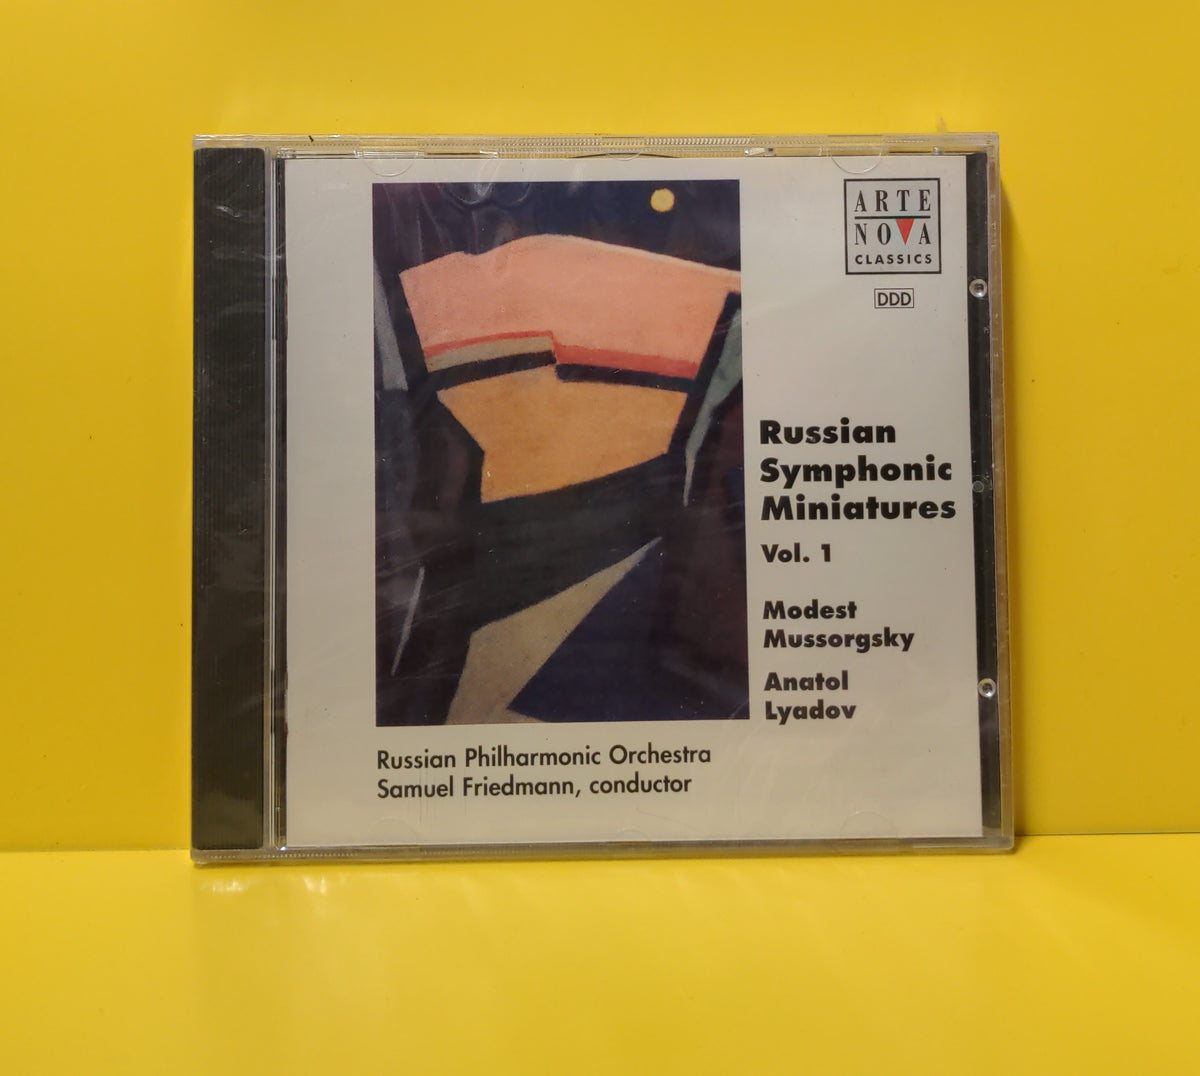 ARTE
NOVA
CLASSICS
DDD
Russian
Symphonic
Miniatures
Vol. 1
Modest
Mussorgsky
Anatol
Lyadov
Russian Philharmonic Orchestra
Samuel Friedmann, conductor